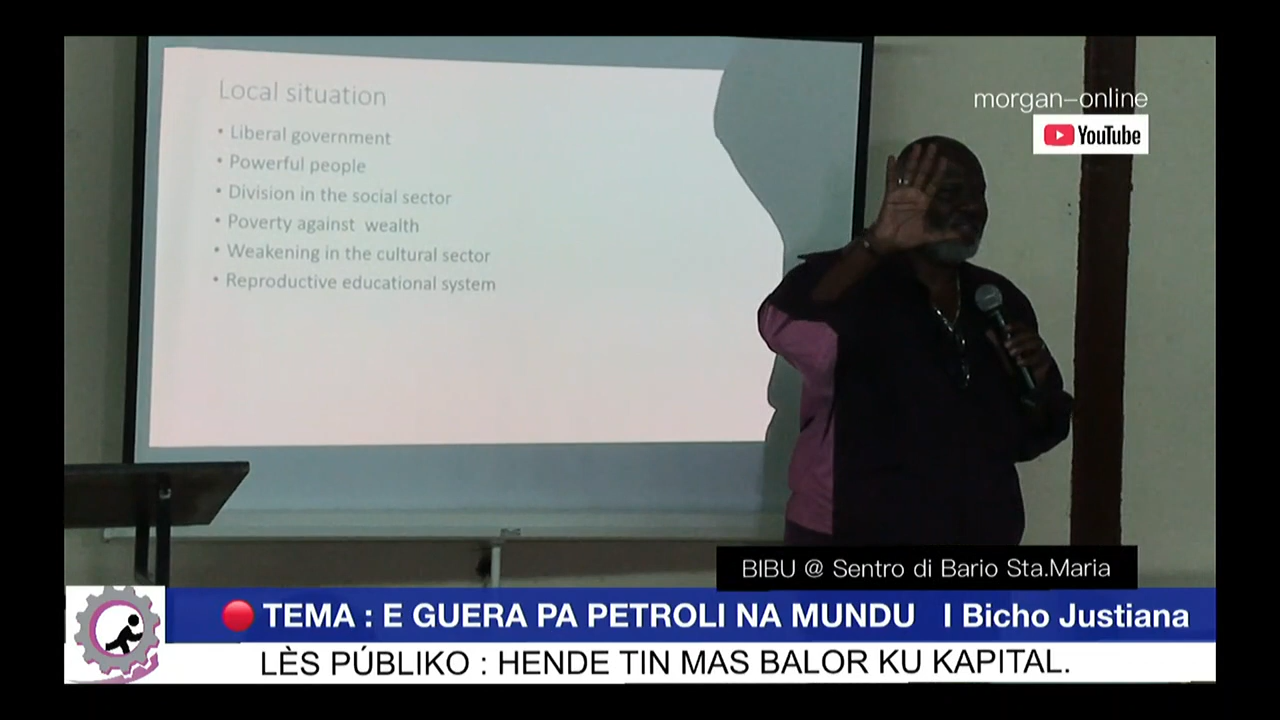 Local situation
• Liberal government
• Powerful people
• Division in the social sector
• Poverty against wealth
• Weakening in the cultural sector
• Reproductive educational system
morgan-online
YouTube
BIBU @ Sentro di Bario Sta.Maria
TEMA : E GUERA PA PETROLI NA MUNDU I Bicho Justiana
LÈS PÚBLIKO : HENDE TIN MAS BALOR KU KAPITAL.